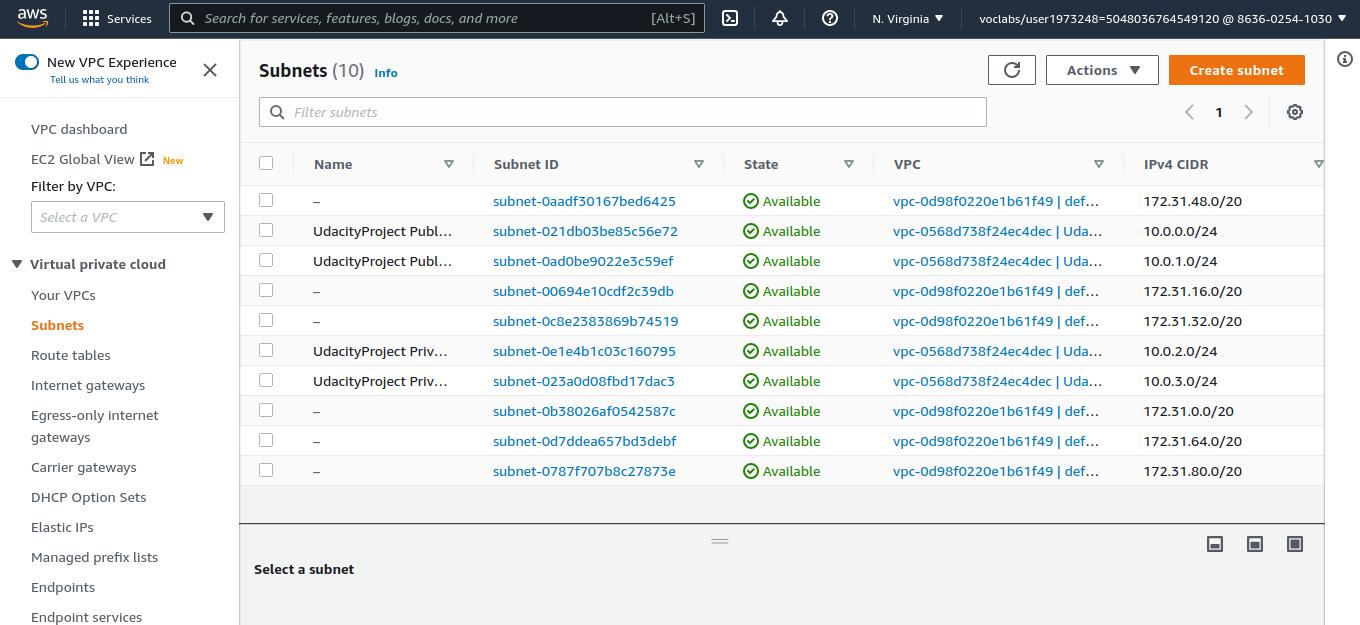 aws
Services
Search for services, features, blogs, docs, and more [Alt+S]
N. Virginia
voclabs/user1973248=5048036764549120 @ 8636-0254-1030
New VPC Experience
Tell us what you think
VPC dashboard
EC2 Global View New
Filter by VPC:
Select a VPC
Virtual private cloud
Your VPCs
Subnets
Route tables
Internet gateways
Egress-only internet
gateways
Carrier gateways
DHCP Option Sets
Elastic IPs
Managed prefix lists
Endpoints
Endpoint services
Subnets (10) Info
Actions
Create subnet
Filter subnets
1
Name Subnet ID State VPC IPv4 CIDR
– subnet-0aadf30167bed6425 Available vpc-0d98f0220e1b61f49 | def… 172.31.48.0/20
UdacityProject Publ… subnet-021db03be85c56e72 Available vpc-0568d738f24ec4dec | Uda… 10.0.0.0/24
UdacityProject Publ… subnet-0ad0be9022e3c59ef Available vpc-0568d738f24ec4dec | Uda… 10.0.1.0/24
– subnet-00694e10cdf2c39db Available vpc-0d98f0220e1b61f49 | def… 172.31.16.0/20
– subnet-0c8e2383869b74519 Available vpc-0d98f0220e1b61f49 | def… 172.31.32.0/20
UdacityProject Priv… subnet-0e1e4b1c03c160795 Available vpc-0568d738f24ec4dec | Uda… 10.0.2.0/24
UdacityProject Priv… subnet-023a0d08fbd17dac3 Available vpc-0568d738f24ec4dec | Uda… 10.0.3.0/24
– subnet-0b38026af0542587c Available vpc-0d98f0220e1b61f49 | def… 172.31.0.0/20
– subnet-0d7ddea657bd3debf Available vpc-0d98f0220e1b61f49 | def… 172.31.64.0/20
– subnet-0787f707b8c27873e Available vpc-0d98f0220e1b61f49 | def… 172.31.80.0/20
Select a subnet